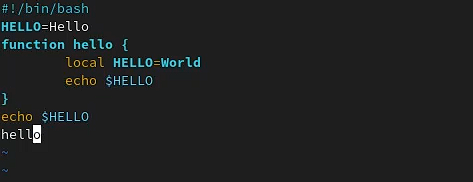 #!/bin/bash
HELLO=Hello
function hello {
        local HELLO=World
        echo $HELLO
}
echo $HELLO
hello
~
~